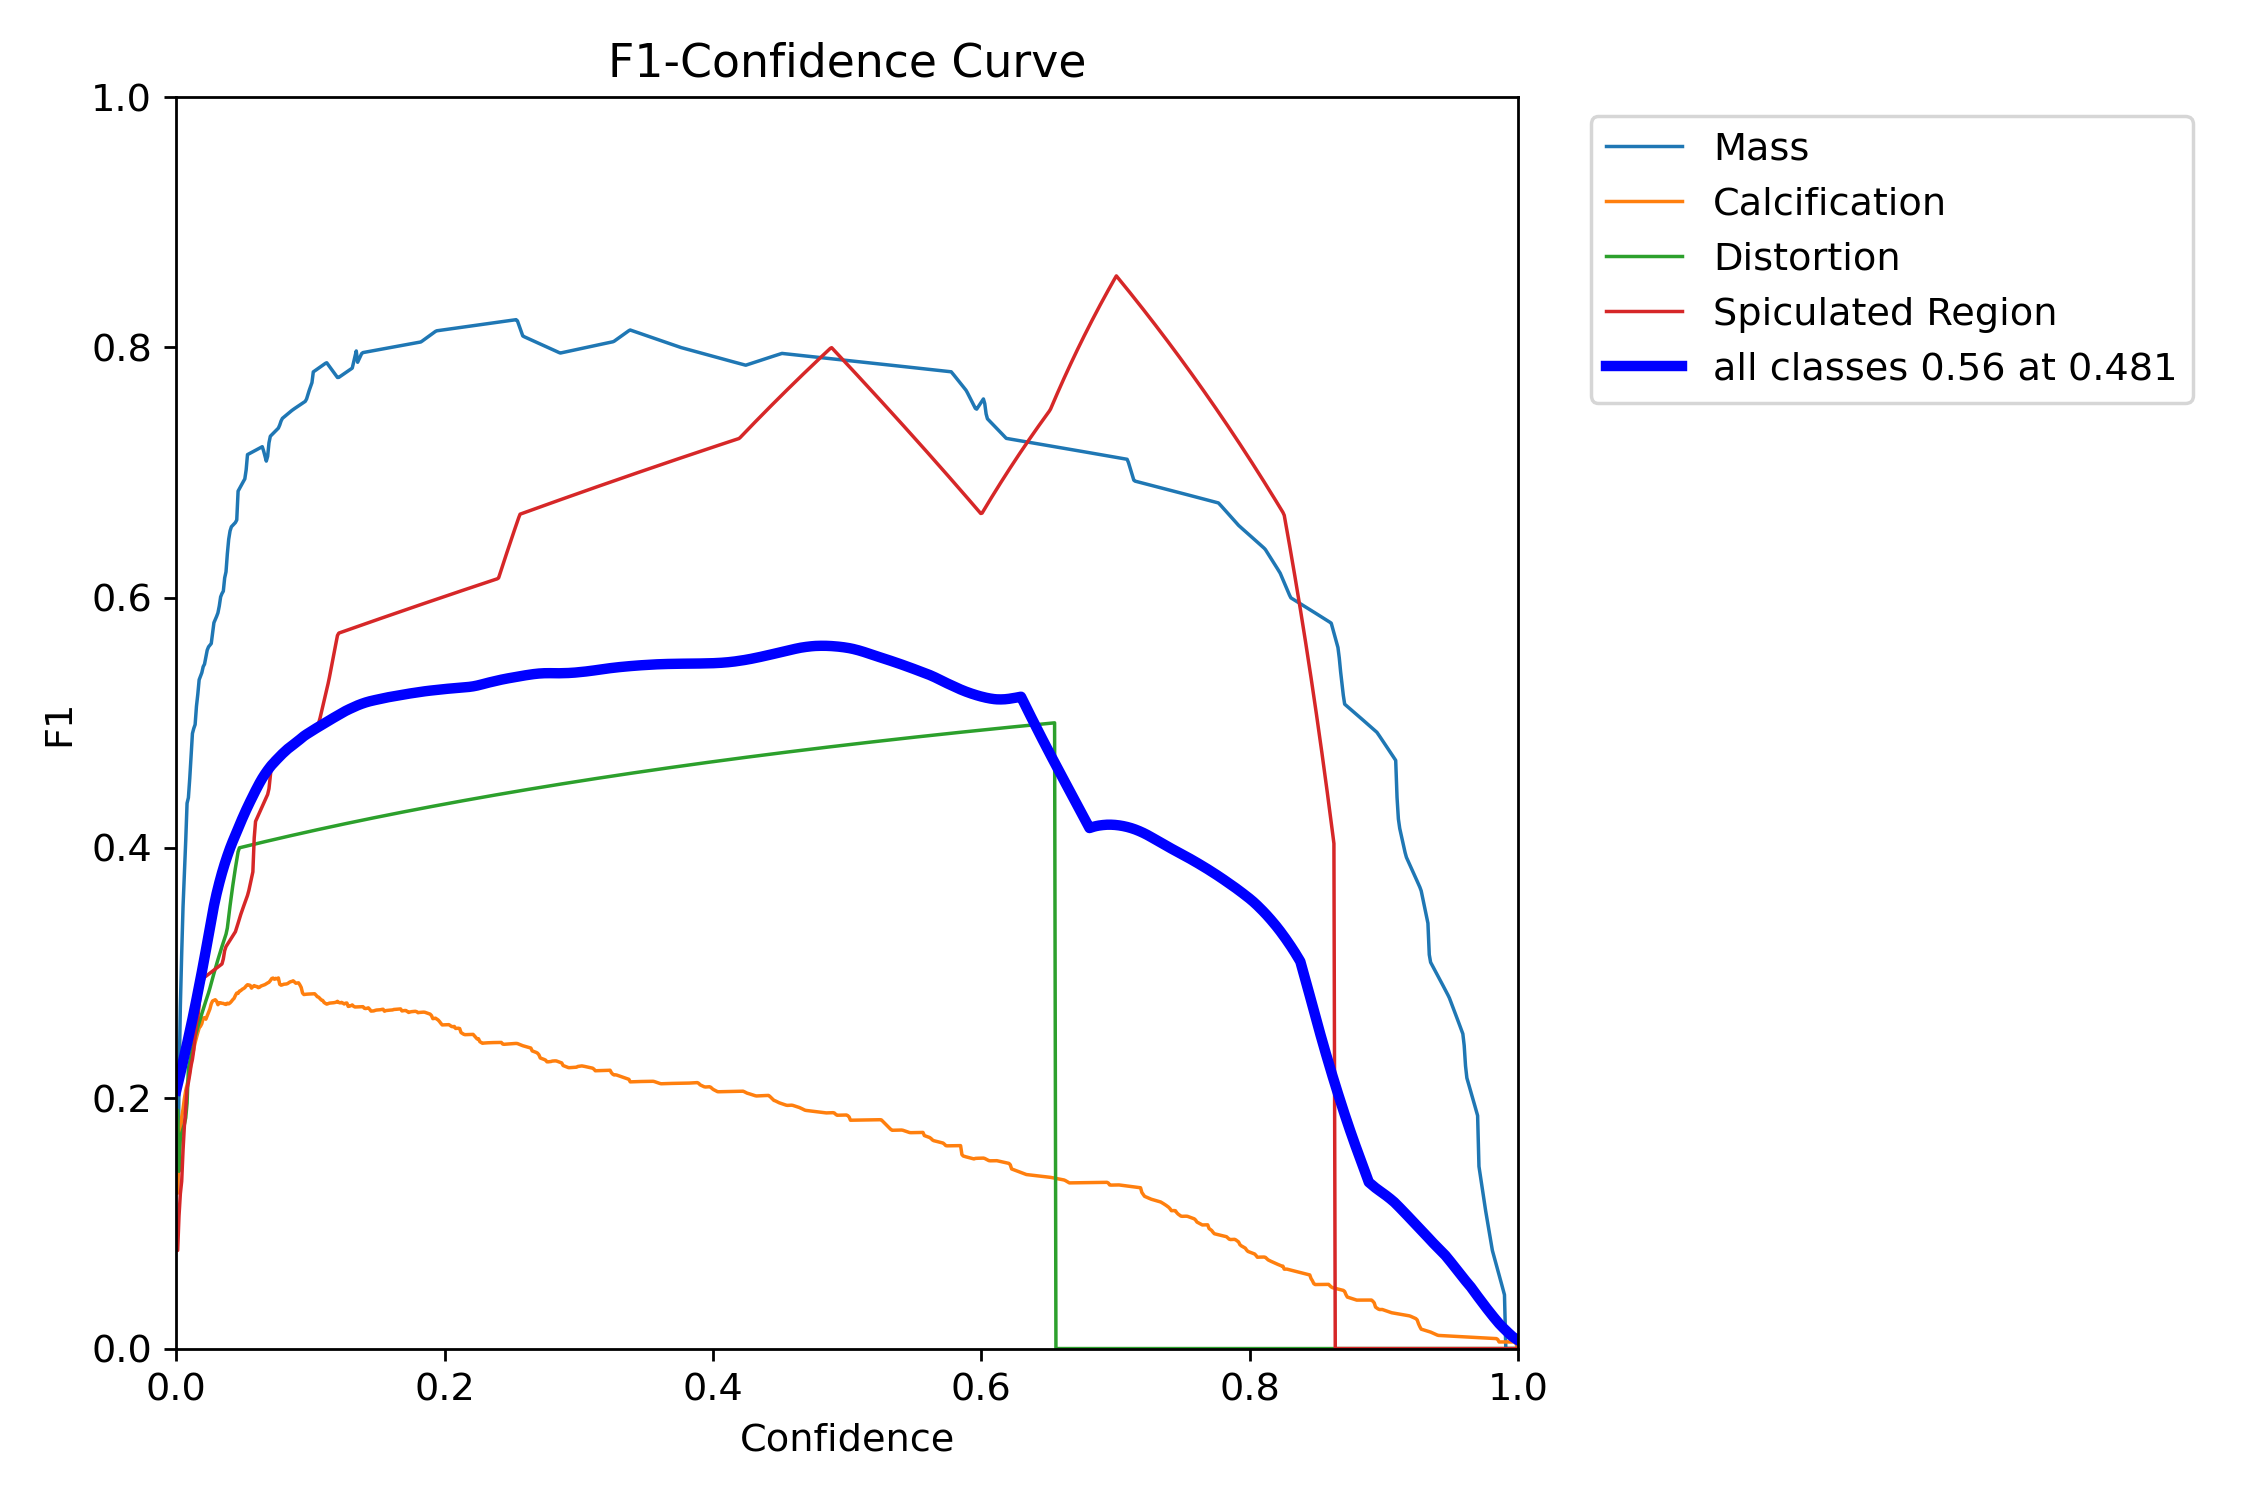 F1-Confidence Curve
1.0
0.8
0.6
0.4
0.2
0.0
F1
0.0 0.2 0.4 0.6 0.8 1.0
Confidence
Mass
Calcification
Distortion
Spiculated Region
all classes 0.56 at 0.481